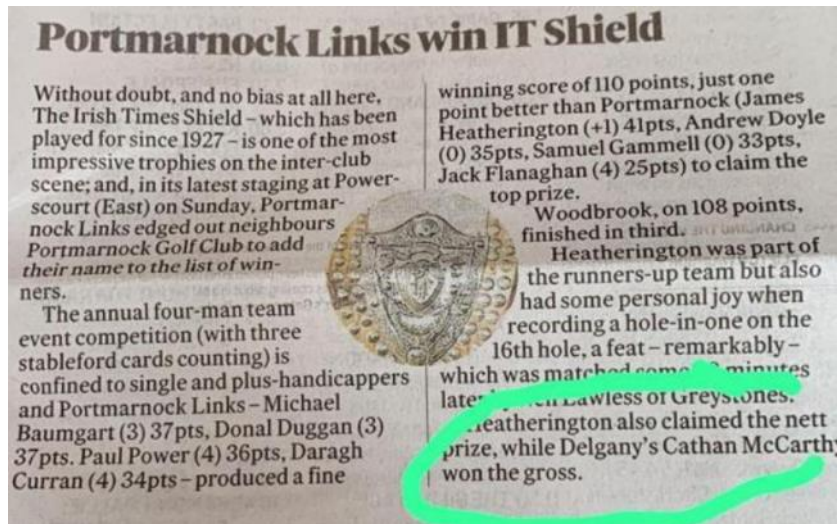 Portmarnock Links win IT Shield
Without doubt, and no bias at all here,
The Irish Times Shield – which has been
played for since 1927 – is one of the most
impressive trophies on the inter-club
scene; and, in its latest staging at Power-
scourt (East) on Sunday, Portmar-
nock Links edged out neighbours
Portmarnock Golf Club to add
their name to the list of win-
ners.
The annual four-man team
event competition (with three
stableford cards counting) is
confined to single and plus-handicappers
and Portmarnock Links – Michael
Baumgart (3) 37pts, Donal Duggan (3)
37pts. Paul Power (4) 36pts, Daragh
Curran (4) 34pts – produced a fine
winning score of 110 points, just one
point better than Portmarnock (James
Heatherington (+1) 41pts, Andrew Doyle
(0) 35pts, Samuel Gammell (0) 33pts,
Jack Flanaghan (4) 25pts) to claim the
top prize.
Woodbrook, on 108 points,
finished in third.
Heatherington was part of
the runners-up team but also
had some personal joy when
recording a hole-in-one on the
16th hole, a feat – remarkably –
which was matched some minutes
Lawless of Greystones.
Heatherington also claimed the nett
prize, while Delgany's Cathan McCarthy
won the gross.